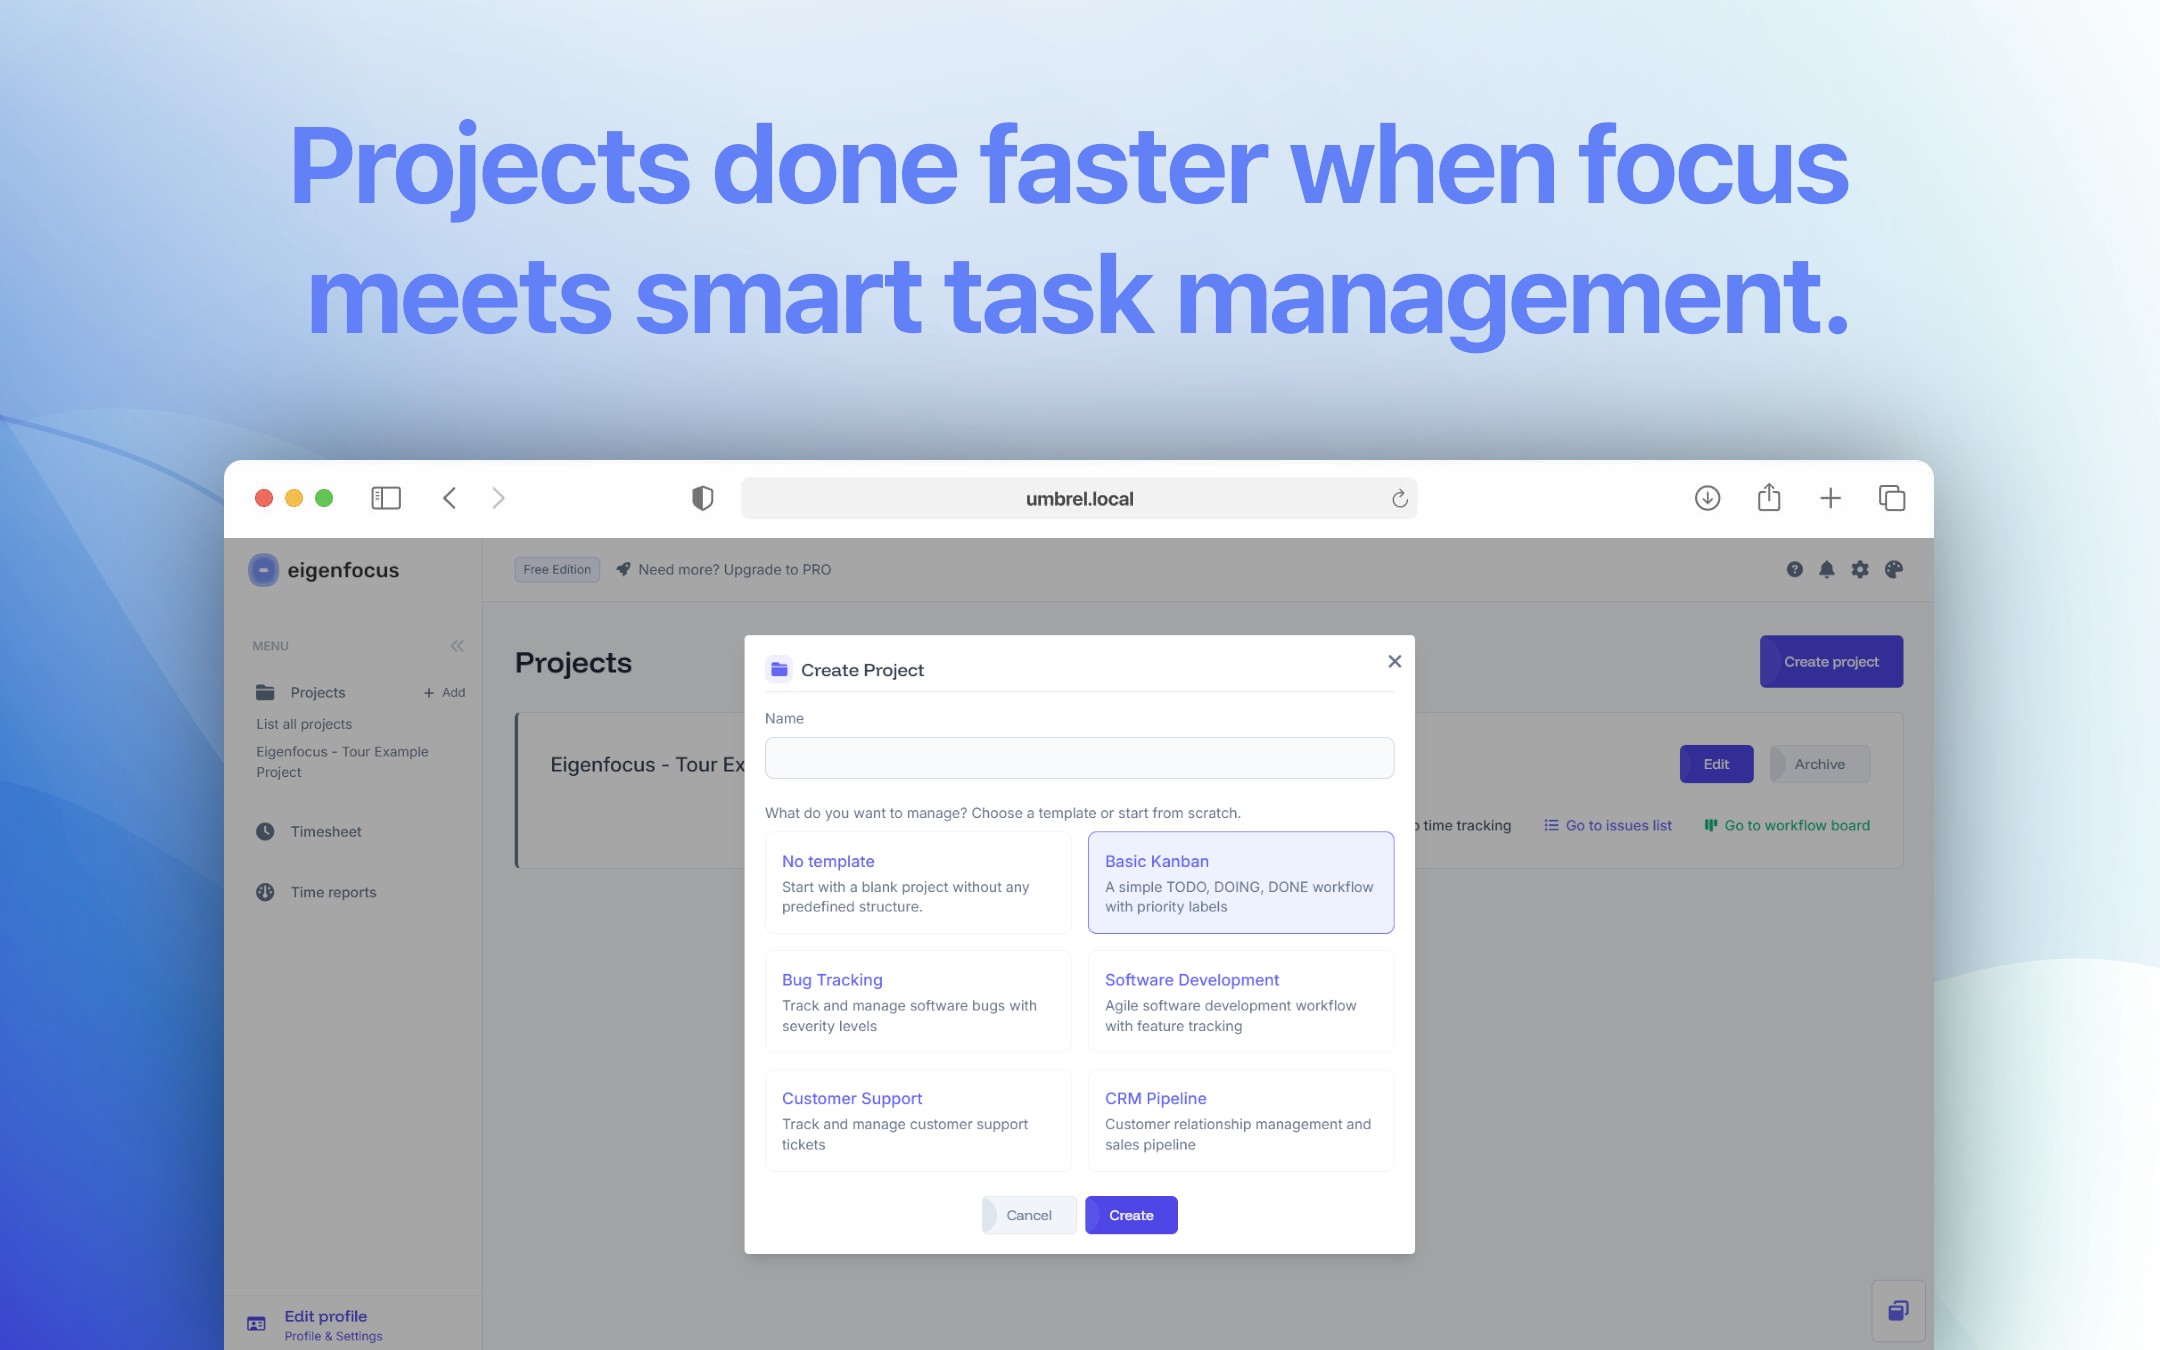 Projects done faster when focus
meets smart task management.
umbrel.local
eigenfocus
Free Edition
Need more? Upgrade to PRO
MENU
Projects
Add
List all projects
Eigenfocus - Tour Example
Project
Timesheet
Time reports
Edit profile
Profile & Settings
Projects
Create project
Eigenfocus - Tour Ex
Edit
Archive
time tracking
Go to issues list
Go to workflow board
Create Project
Name
What do you want to manage? Choose a template or start from scratch.
No template
Start with a blank project without any
predefined structure.
Basic Kanban
A simple TODO, DOING, DONE workflow
with priority labels
Bug Tracking
Track and manage software bugs with
severity levels
Software Development
Agile software development workflow
with feature tracking
Customer Support
Track and manage customer support
tickets
CRM Pipeline
Customer relationship management and
sales pipeline
Cancel
Create